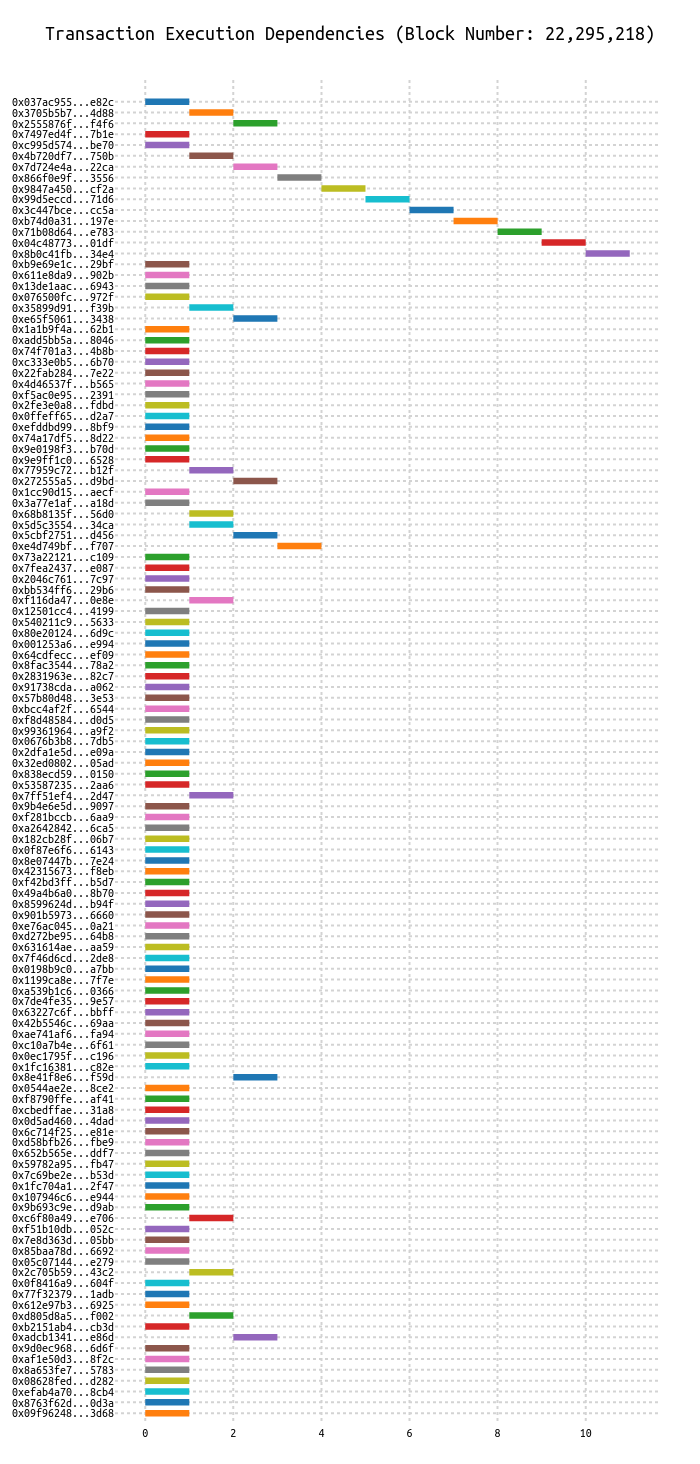 Transaction Execution Dependencies (Block Number: 22,295,218)
0x037ac955...e82c
0x3705b5b7...4d88
0x2555876f...f4f6
0x7497ed4f...7b1e
0xc995d574...be70
0x4b720df7...750b
0x7d724e4a...22ca
0x866f0e9f...3556
0x9847a450...cf2a
0x99d5eccd...71d6
0x3c447bce...cc5a
0xb74d0a31...197e
0x71b08d64...e783
0x04c48773...01df
0x8b0c41fb...34e4
0xb9e69e1c...29bf
0x611e8da9...902b
0x13de1aac...6943
0x076500fc...972f
0x35899d91...f39b
0xe65f5061...3438
0x1a1b9f4a...62b1
0xadd5bb5a...8046
0x74f701a3...4b8b
0xc333e0b5...6b70
0x22fab284...7e22
0x4d46537f...b565
0xf5ac0e95...2391
0x2fe3e0a8...fdbd
0x0ffeff65...d2a7
0xefddbd99...8bf9
0x74a17df5...8d22
0x9e0198f3...b70d
0x9e9ff1c0...6528
0x77959c72...b12f
0x272555a5...d9bd
0x1cc90d15...aecf
0x3a77e1af...a18d
0x68b8135f...56d0
0x5d5c3554...34ca
0x5cbf2751...d456
0xe4d749bf...f707
0x73a22121...c109
0x7fea2437...e087
0x2046c761...7c97
0xbb534ff6...29b6
0xf116da47...0e8e
0x12501cc4...4199
0x540211c9...5633
0x80e20124...6d9c
0x001253a6...e994
0x64cdfecc...ef09
0x8fac3544...78a2
0x2831963e...82c7
0x91738cda...a062
0x57b80d48...3e53
0xbcc4af2f...6544
0xf8d48584...d0d5
0x99361964...a9f2
0x0676b3b8...7db5
0x2dfa1e5d...e09a
0x32ed0802...05ad
0x838ecd59...0150
0x53587235...2aa6
0x7ff51ef4...2d47
0x9b4e6e5d...9097
0xf281bccb...6aa9
0xa2642842...6ca5
0x182cb28f...06b7
0x0f87e6f6...6143
0x8e07447b...7e24
0x42315673...f8eb
0xf42bd3ff...b5d7
0x49a4b6a0...8b70
0x8599624d...b94f
0x901b5973...6660
0xe76ac045...0a21
0xd272be95...64b8
0x631614ae...aa59
0x7f46d6cd...2de8
0x0198b9c0...a7bb
0x1199ca8e...7f7e
0xa539b1c6...0366
0x7de4fe35...9e57
0x63227c6f...bbff
0x42b5546c...69aa
0xae741af6...fa94
0xc10a7b4e...6f61
0x0ec1795f...c196
0x1fc16381...c82e
0x8e41f8e6...f59d
0x0544ae2e...8ce2
0xf8790ffe...af41
0xcbedffae...31a8
0x0d5ad460...4dad
0x6c714f25...e81e
0xd58bfb26...fbe9
0x652b565e...ddf7
0x59782a95...fb47
0x7c69be2e...b53d
0x1fc704a1...2f47
0x107946c6...e944
0x9b693c9e...d9ab
0xc6f80a49...e706
0xf51b10db...052c
0x7e8d363d...05bb
0x85baa78d...6692
0x05c07144...e279
0x2c705b59...43c2
0x0f8416a9...604f
0x77f32379...1adb
0x612e97b3...6925
0xd805d8a5...f002
0xb2151ab4...cb3d
0xadcb1341...e86d
0x9d0ec968...6d6f
0xaf1e50d3...8f2c
0x8a653fe7...5783
0x08628fed...d282
0xefab4a70...8cb4
0x8763f62d...0d3a
0x09f96248...3d68
0 2 4 6 8 10